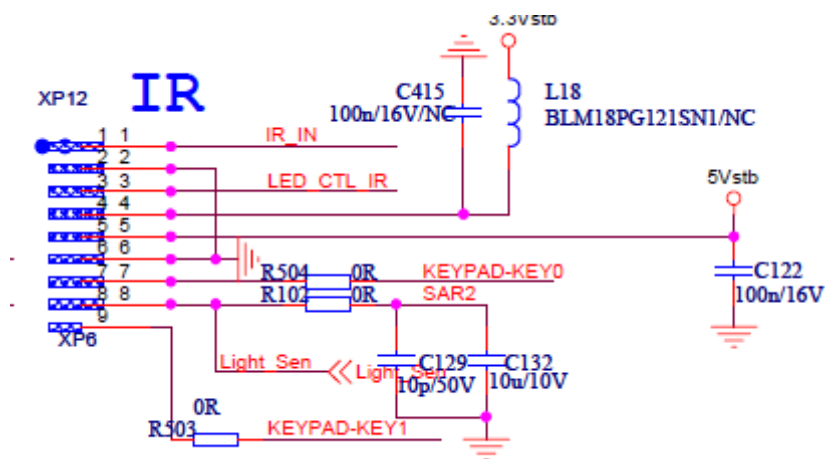 3.3Vstb
IR
XP12
C415
100n/16V/NC
L18
BLM18PG121SN1/NC
1 1
IR_IN
2 2
3 3
LED_CTL_IR
4 4
5 5
5Vstb
6 6
7 7
R504
0R
KEYPAD-KEY0
C122
100n/16V
8 8
R102
0R
SAR2
9
XP6
Light_Sen
Light_Sen
C129
10p/50V
C132
10u/10V
0R
R503
KEYPAD-KEY1